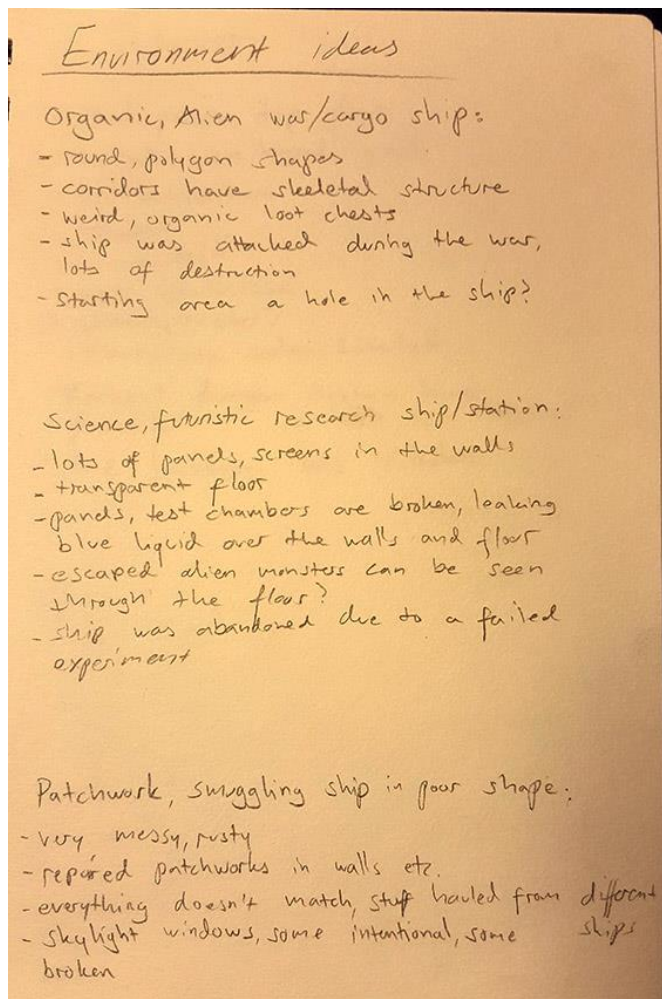 Environment ideas
Organic, Alien war/cargo ship:
- round, polygon shapes
- corridors have skeletal structure
- weird, organic loot chests
- ship was attacked during the war,
lots of destruction
- starting area a hole in the ship?
Science, futuristic research ship/station:
- lots of panels, screens in the walls
- transparent floor
- panels, test chambers are broken, leaking
blue liquid over the walls and floor
- escaped alien monsters can be seen
through the floor?
- ship was abandoned due to a failed
experiment
Patchwork, smuggling ship in poor shape:
- very messy, rusty
- repaired patchworks in walls etc.
- everything doesn't match, stuff hauled from different
ships
- skylight windows, some intentional, some
broken